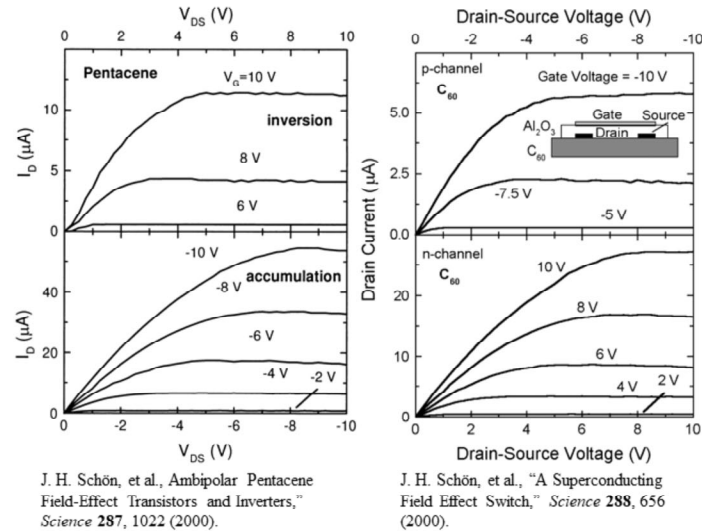 V_DS (V)
0 2 4 6 8 10
Pentacene
V_G=10 V
inversion
8 V
6 V
10
5
0
I_D (µA)
-10 V
-8 V
accumulation
-6 V
-4 V
-2 V
40
20
0
I_D (µA)
0 -2 -4 -6 -8 -10
V_DS (V)
J. H. Schön, et al., Ambipolar Pentacene
Field-Effect Transistors and Inverters,”
Science 287, 1022 (2000).
Drain-Source Voltage (V)
0 -2 -4 -6 -8 -10
p-channel
C60
Gate Voltage = -10 V
Gate
Source
Al2O3
Drain
C60
-7.5 V
-5 V
5.0
2.5
0.0
Drain Current (µA)
n-channel
C60
10 V
8 V
6 V
4 V
2 V
20
10
0
0 2 4 6 8 10
Drain-Source Voltage (V)
J. H. Schön, et al., “A Superconducting
Field Effect Switch,” Science 288, 656
(2000).